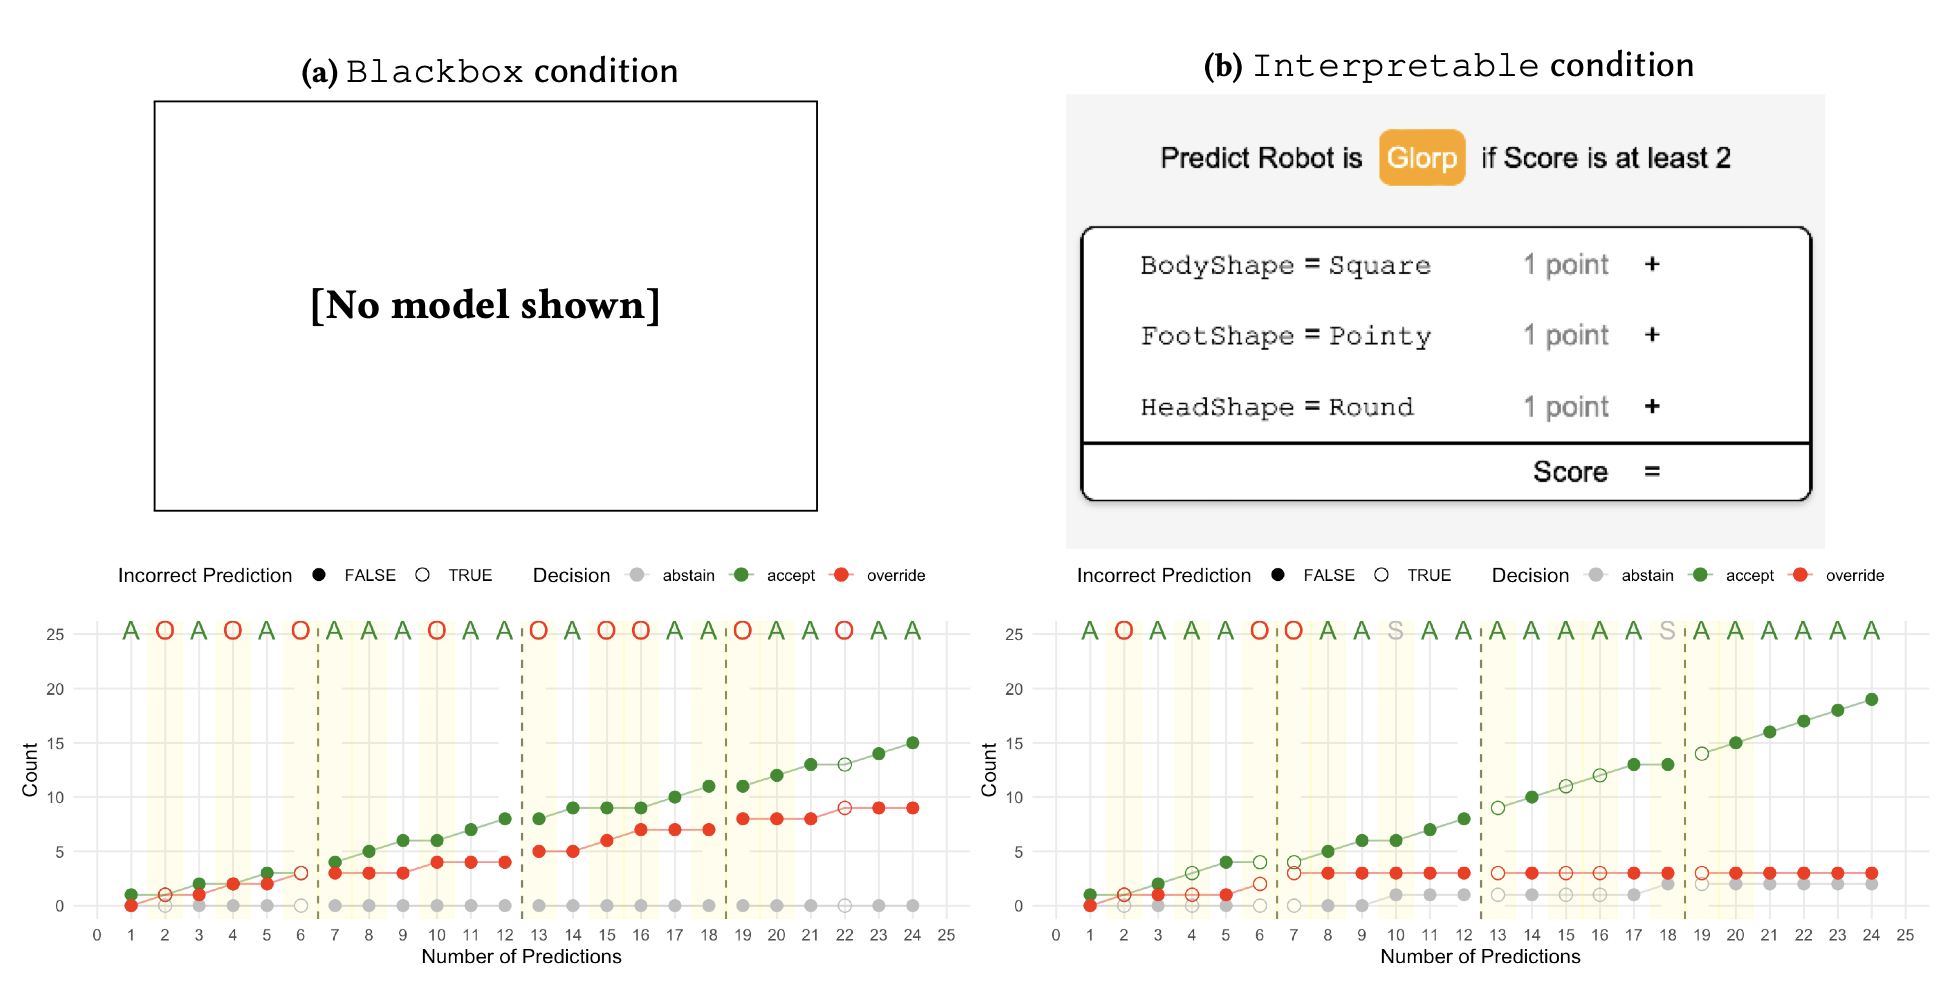 (a) Blackbox condition
[No model shown]
Incorrect Prediction FALSE TRUE Decision abstain accept override
A O A O A O A A A O A A O A O O A A O A A O A A
25
20
15
10
5
0
Count
0 1 2 3 4 5 6 7 8 9 10 11 12 13 14 15 16 17 18 19 20 21 22 23 24 25
Number of Predictions
(b) Interpretable condition
Predict Robot is Glorp if Score is at least 2
BodyShape = Square 1 point +
FootShape = Pointy 1 point +
HeadShape = Round 1 point +
Score =
Incorrect Prediction FALSE TRUE Decision abstain accept override
A O A A A O O A A S A A A A A A A S A A A A A A
25
20
15
10
5
0
Count
0 1 2 3 4 5 6 7 8 9 10 11 12 13 14 15 16 17 18 19 20 21 22 23 24 25
Number of Predictions